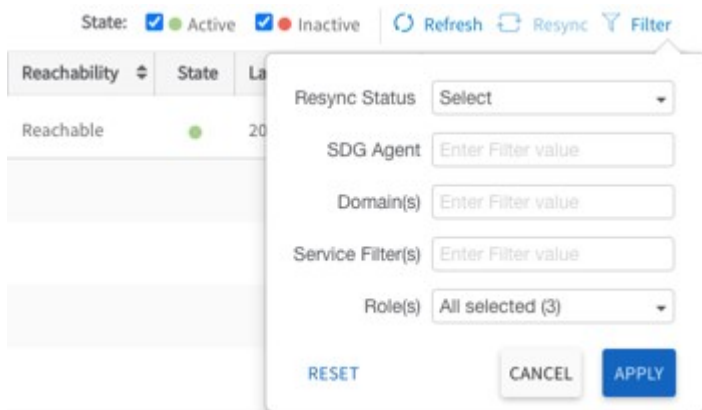 State: Active Inactive Refresh Resync Filter
Reachability State La
Reachable 20
Resync Status Select
SDG Agent Enter Filter value
Domain(s) Enter Filter value
Service Filter(s) Enter Filter value
Role(s) All selected (3)
RESET CANCEL APPLY